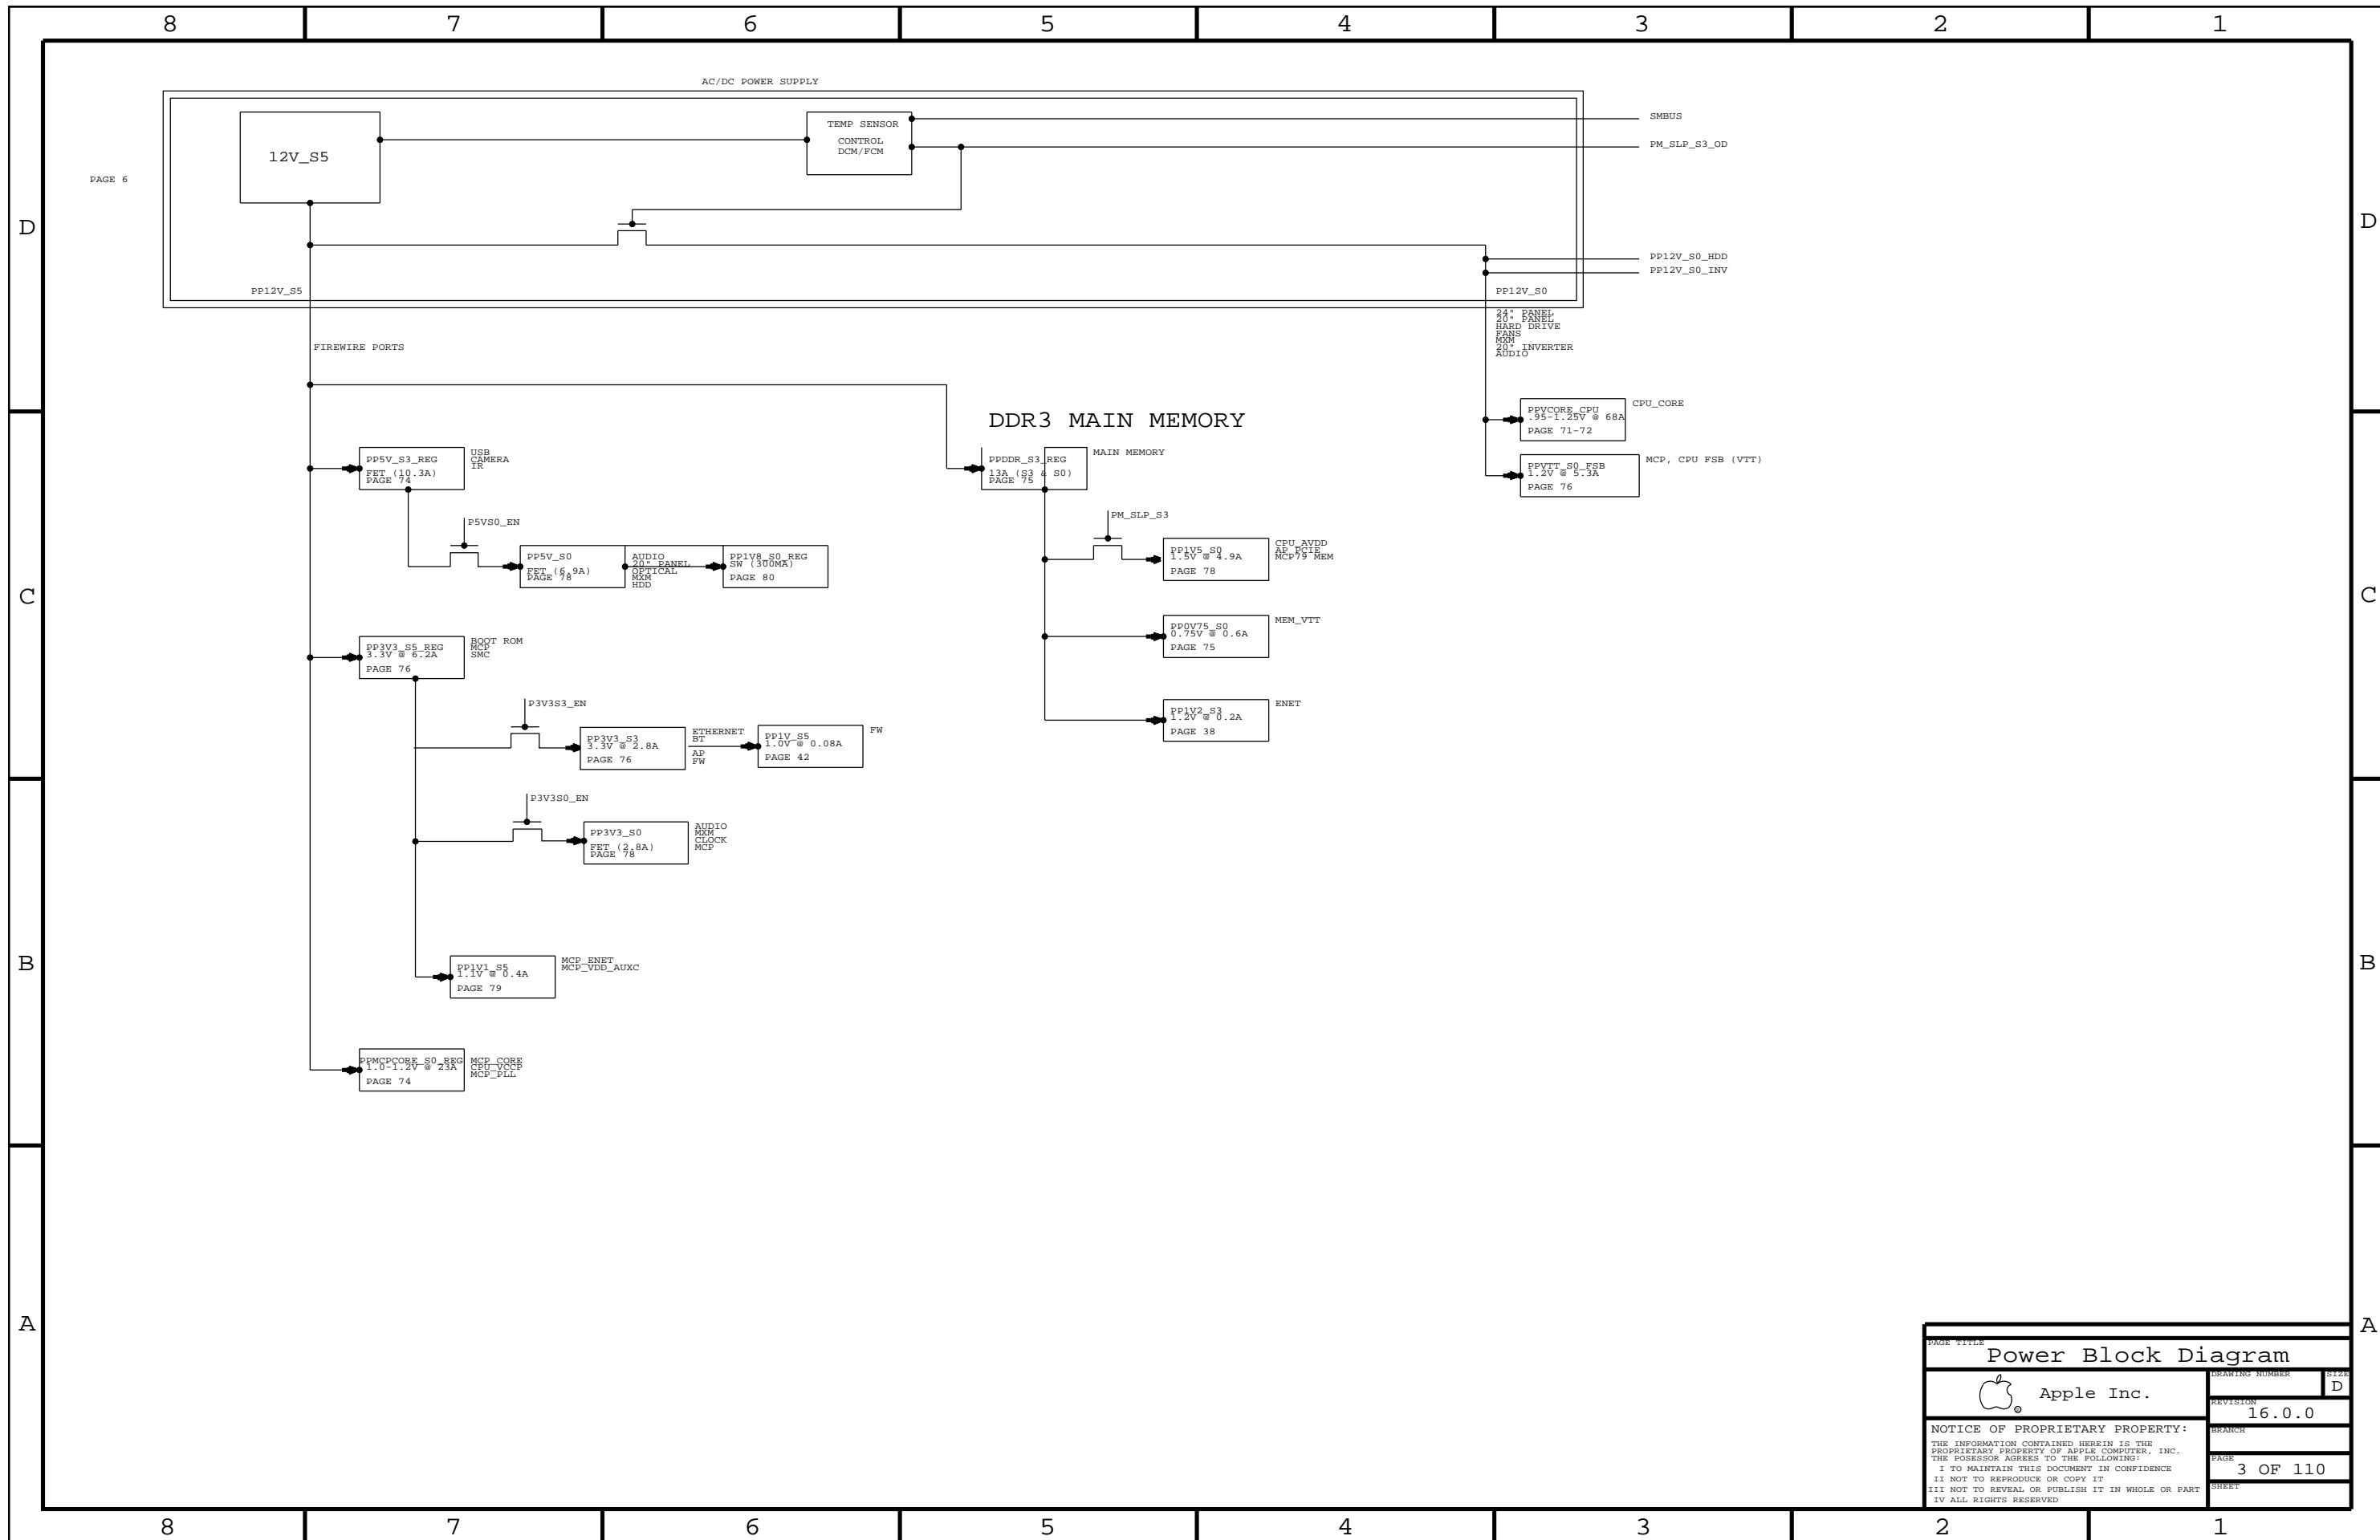 8 7 6 5 4 3 2 1
AC/DC POWER SUPPLY
12V_S5
TEMP SENSOR
CONTROL
DCM/FCM
SMBUS
PM_SLP_S3_OD
PAGE 6
D
D
PP12V_S0_HDD
PP12V_S0_INV
PP12V_S5
PP12V_S0
24" PANEL
20" PANEL
HARD DRIVE
FANS
MXM
20" INVERTER
AUDIO
FIREWIRE PORTS
DDR3 MAIN MEMORY
PPVCORE_CPU
.95-1.25V @ 68A
PAGE 71-72
CPU_CORE
PP5V_S3_REG
FET (10.3A)
PAGE 74
USB
CAMERA
IR
PPDDR_S3_REG
13A (S3 & S0)
PAGE 75
MAIN MEMORY
PPVTT_S0_FSB
1.2V @ 5.3A
PAGE 76
MCP, CPU FSB (VTT)
P5VS0_EN
PM_SLP_S3
PP5V_S0
FET (6.9A)
PAGE 78
AUDIO
20" PANEL
OPTICAL
MXM
HDD
PP1V8_S0_REG
SW (300MA)
PAGE 80
PP1V5_S0
1.5V @ 4.9A
PAGE 78
CPU_AVDD
AP_PCIE
MCP79 MEM
C
C
PP3V3_S5_REG
3.3V @ 6.2A
PAGE 76
BOOT ROM
MCP
SMC
PP0V75_S0
0.75V @ 0.6A
PAGE 75
MEM_VTT
P3V3S3_EN
PP3V3_S3
3.3V @ 2.8A
PAGE 76
ETHERNET
BT
AP
FW
PP1V_S5
1.0V @ 0.08A
PAGE 42
FW
PP1V2_S3
1.2V @ 0.2A
PAGE 38
ENET
P3V3S0_EN
PP3V3_S0
FET (2.8A)
PAGE 78
AUDIO
MXM
CLOCK
MCP
B
B
PP1V1_S5
1.1V @ 0.4A
PAGE 79
MCP_ENET
MCP_VDD_AUXC
PPMCPCORE_S0_REG
1.0-1.2V @ 23A
PAGE 74
MCP_CORE
CPU_VCCP
MCP_PLL
A
A
PAGE TITLE
Power Block Diagram
Apple Inc.
®
DRAWING NUMBER
SIZE
D
REVISION
16.0.0
BRANCH
PAGE
3 OF 110
SHEET
NOTICE OF PROPRIETARY PROPERTY:
THE INFORMATION CONTAINED HEREIN IS THE
PROPRIETARY PROPERTY OF APPLE COMPUTER, INC.
THE POSESSOR AGREES TO THE FOLLOWING:
I TO MAINTAIN THIS DOCUMENT IN CONFIDENCE
II NOT TO REPRODUCE OR COPY IT
III NOT TO REVEAL OR PUBLISH IT IN WHOLE OR PART
IV ALL RIGHTS RESERVED
8 7 6 5 4 3 2 1